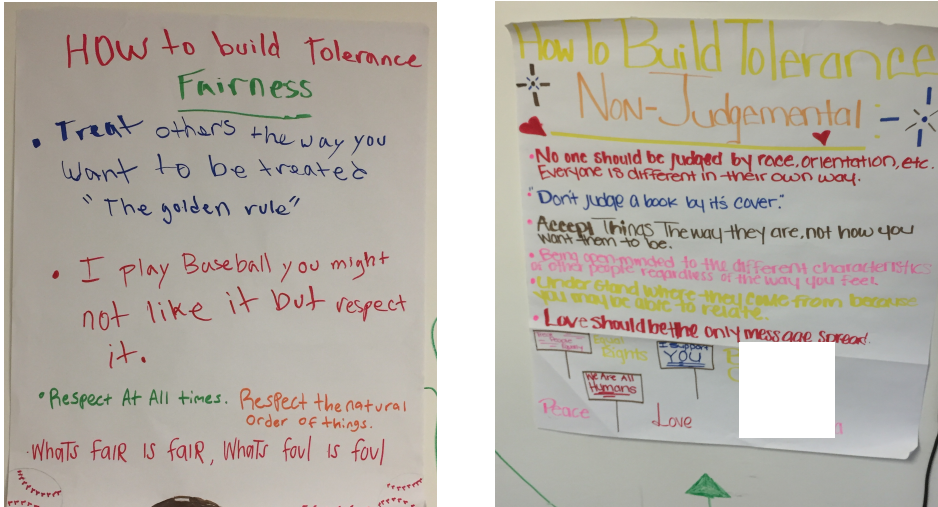 HOW to build Tolerance
Fairness
• Treat others the way you
want to be treated
"The golden rule"
• I play Baseball you might
not like it but respect
it.
• Respect At All times. Respect the natural
order of things.
Whats fair is fair, Whats foul is foul
How To Build Tolerance
Non-Judgemental
• No one should be judged by race, orientation, etc.
Everyone is different in their own way.
"Don't judge a book by it's cover."
• Accept Things The way they are, not how you
want them to be.
• Being open-minded to the different characteristics
of other people regardless of the way you feel
• Understand where they come from because
you may be able to relate.
• Love should be the only message spread!
Equal
Rights
I support
YOU
We Are All
Humans
Peace
Love